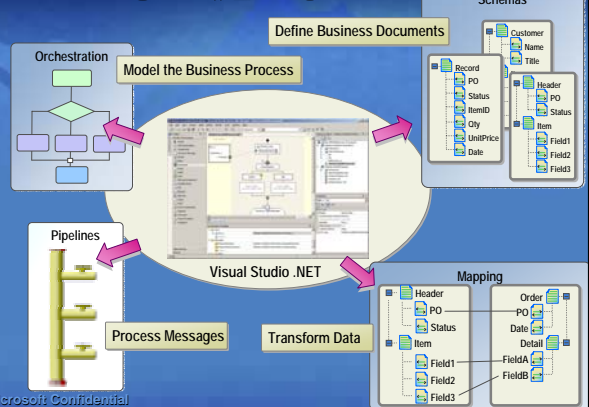 Schemas
Define Business Documents
Customer
Name
Title
Record
PO
Status
ItemID
Qty
UnitPrice
Date
Header
PO
Status
Item
Field1
Field2
Field3
Orchestration
Model the Business Process
Visual Studio .NET
Pipelines
Process Messages
Transform Data
Mapping
Header
PO
Status
Item
Field1
Field2
Field3
Order
PO
Date
Detail
FieldA
FieldB
crosoft Confidential